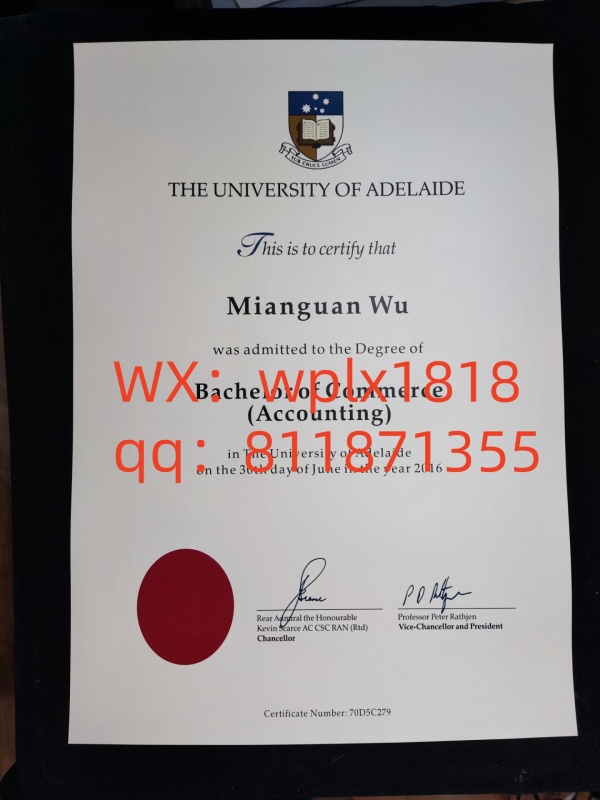 SUB CRUCE LUMEN
THE UNIVERSITY OF ADELAIDE
This is to certify that
Mianguan Wu
was admitted to the Degree of
WX：wplx1818
Bachelor of Commerce
(Accounting)
qq：811871355
in The University of Adelaide
on the 30th day of June in the year 2016
Rear Admiral the Honourable
Kevin Scarce AC CSC RAN (Rtd)
Chancellor
Professor Peter Rathjen
Vice-Chancellor and President
Certificate Number: 70D5C279